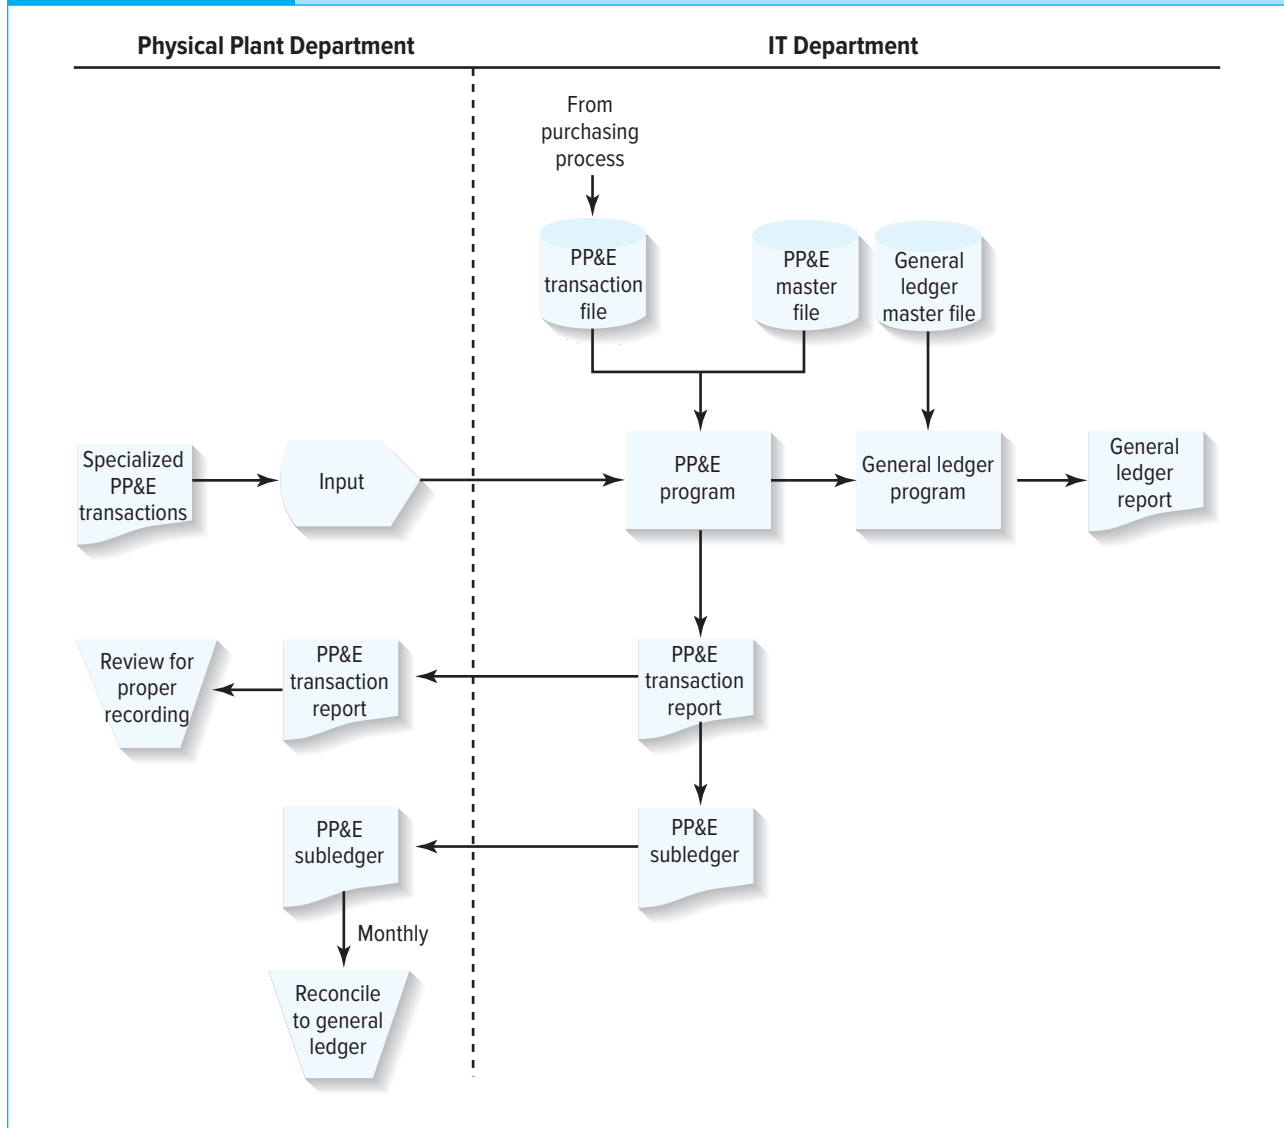 Physical Plant Department
IT Department
From
purchasing
process
PP&E
transaction
file
PP&E
master
file
General
ledger
master file
Specialized
PP&E
transactions
Input
PP&E
program
General ledger
program
General
ledger
report
Review for
proper
recording
PP&E
transaction
report
PP&E
transaction
report
PP&E
subledger
PP&E
subledger
Monthly
Reconcile
to general
ledger